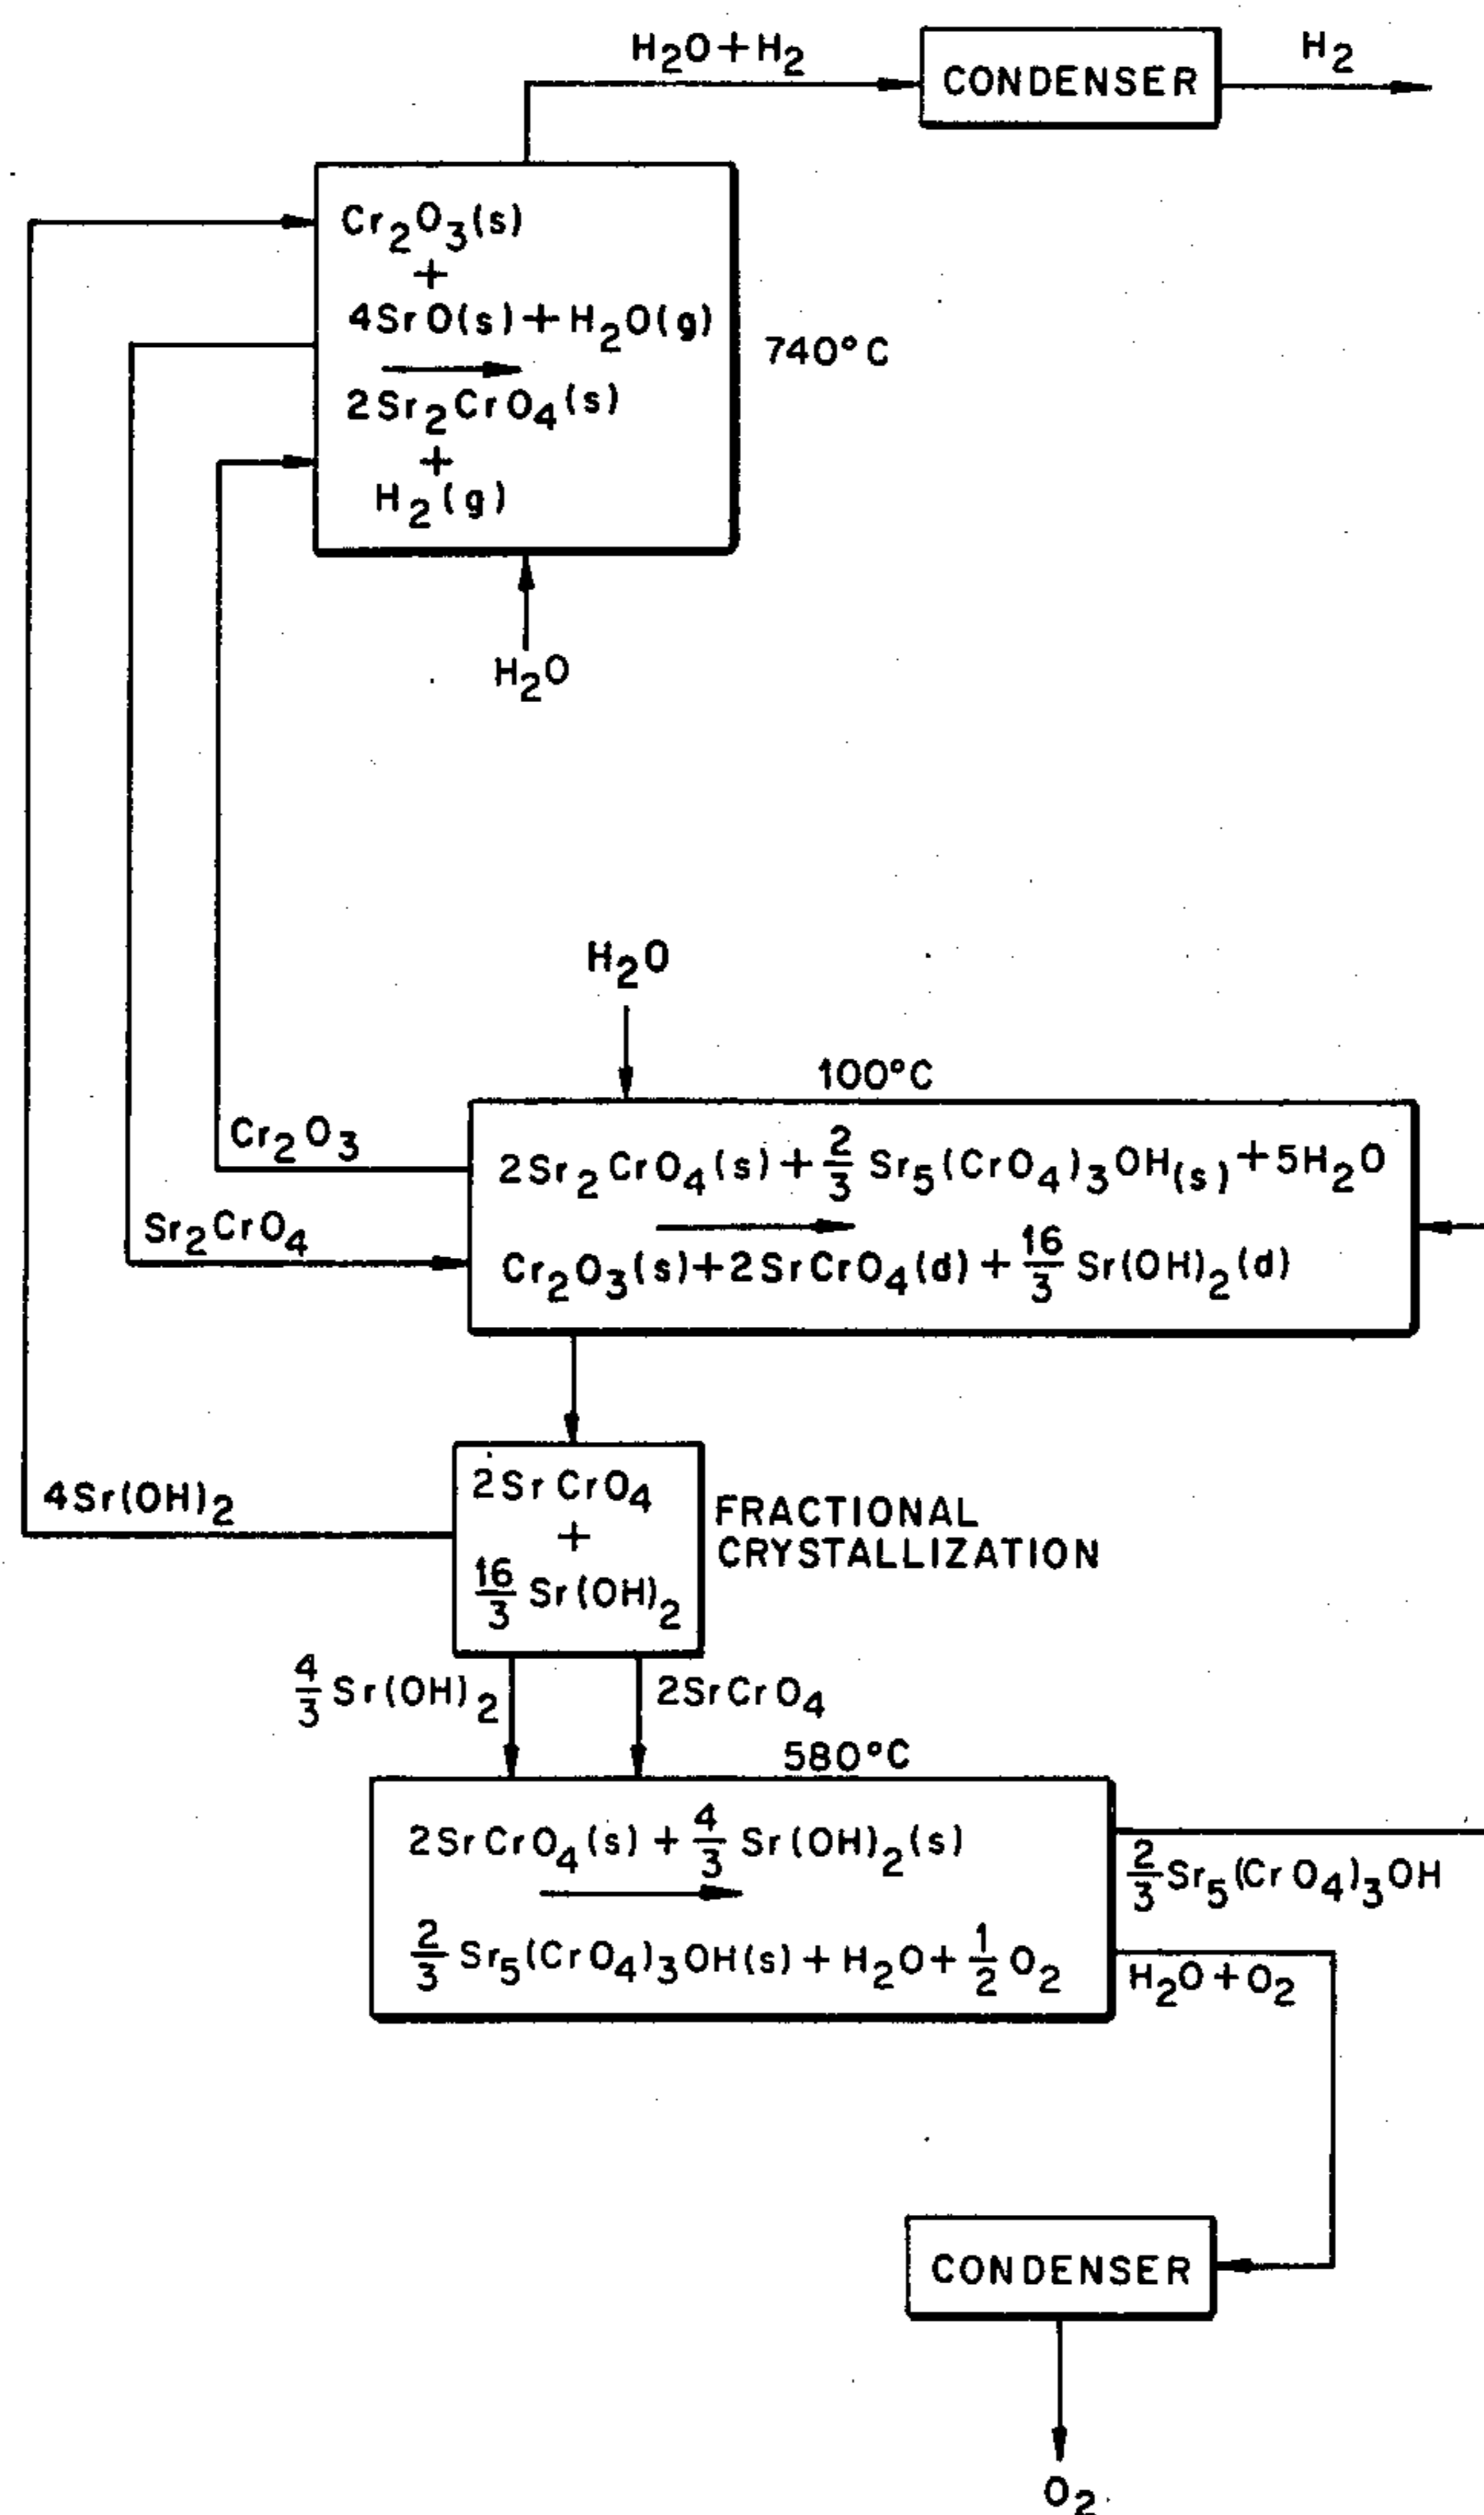 H2O+H2
CONDENSER
H2
Cr2O3(s)
+
4SrO(s)+H2O(g)
2Sr2CrO4(s)
+
H2(g)
740°C
H2O
H2O
100°C
Cr2O3
2Sr2CrO4(s)+2/3 Sr5(CrO4)3OH(s)+5H2O
Sr2CrO4
Cr2O3(s)+2SrCrO4(d)+16/3 Sr(OH)2(d)
4Sr(OH)2
2SrCrO4
+
16/3 Sr(OH)2
FRACTIONAL
CRYSTALLIZATION
4/3 Sr(OH)2
2SrCrO4
580°C
2SrCrO4(s)+4/3 Sr(OH)2(s)
2/3 Sr5(CrO4)3OH(s)+H2O+1/2 O2
2/3 Sr5(CrO4)3OH
H2O+O2
CONDENSER
O2